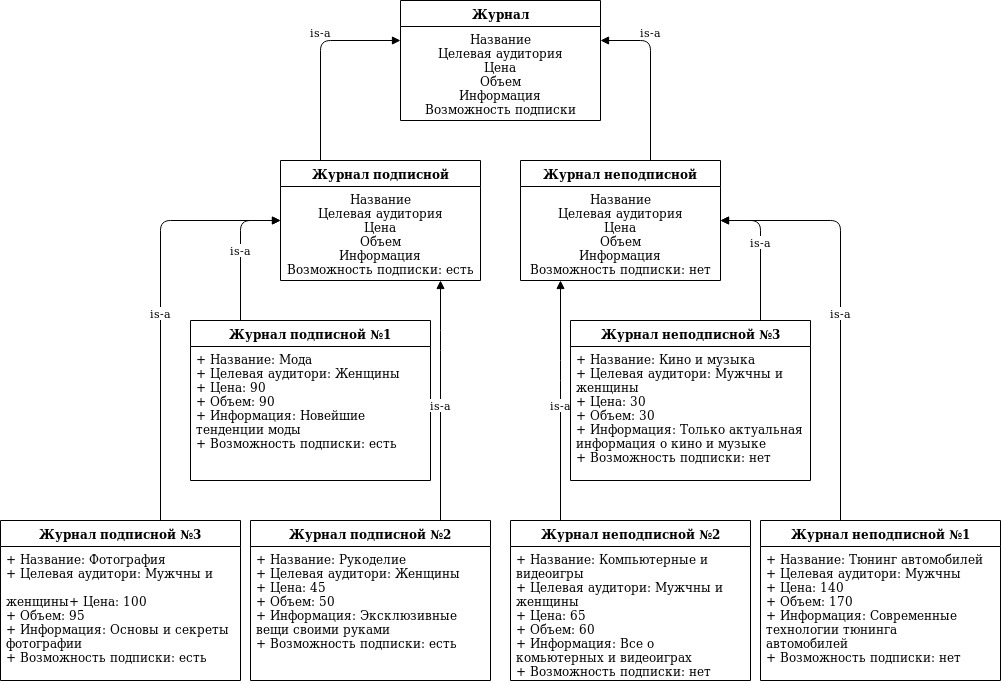 Журнал
Название
Целевая аудитория
Цена
Объем
Информация
Возможность подписки
is-a
is-a
Журнал подписной
Название
Целевая аудитория
Цена
Объем
Информация
Возможность подписки: есть
Журнал неподписной
Название
Целевая аудитория
Цена
Объем
Информация
Возможность подписки: нет
is-a
is-a
is-a
is-a
Журнал подписной №1
+ Название: Мода
+ Целевая аудитори: Женщины
+ Цена: 90
+ Объем: 90
+ Информация: Новейшие
тенденции моды
+ Возможность подписки: есть
is-a
is-a
Журнал неподписной №3
+ Название: Кино и музыка
+ Целевая аудитори: Мужчны и
женщины
+ Цена: 30
+ Объем: 30
+ Информация: Только актуальная
информация о кино и музыке
+ Возможность подписки: нет
Журнал подписной №3
+ Название: Фотография
+ Целевая аудитори: Мужчны и
женщины+ Цена: 100
+ Объем: 95
+ Информация: Основы и секреты
фотографии
+ Возможность подписки: есть
Журнал подписной №2
+ Название: Рукоделие
+ Целевая аудитори: Женщины
+ Цена: 45
+ Объем: 50
+ Информация: Эксклюзивные
вещи своими руками
+ Возможность подписки: есть
Журнал неподписной №2
+ Название: Компьютерные и
видеоигры
+ Целевая аудитори: Мужчны и
женщины
+ Цена: 65
+ Объем: 60
+ Информация: Все о
комьютерных и видеоиграх
+ Возможность подписки: нет
Журнал неподписной №1
+ Название: Тюнинг автомобилей
+ Целевая аудитори: Мужчны
+ Цена: 140
+ Объем: 170
+ Информация: Современные
технологии тюнинга
автомобилей
+ Возможность подписки: нет